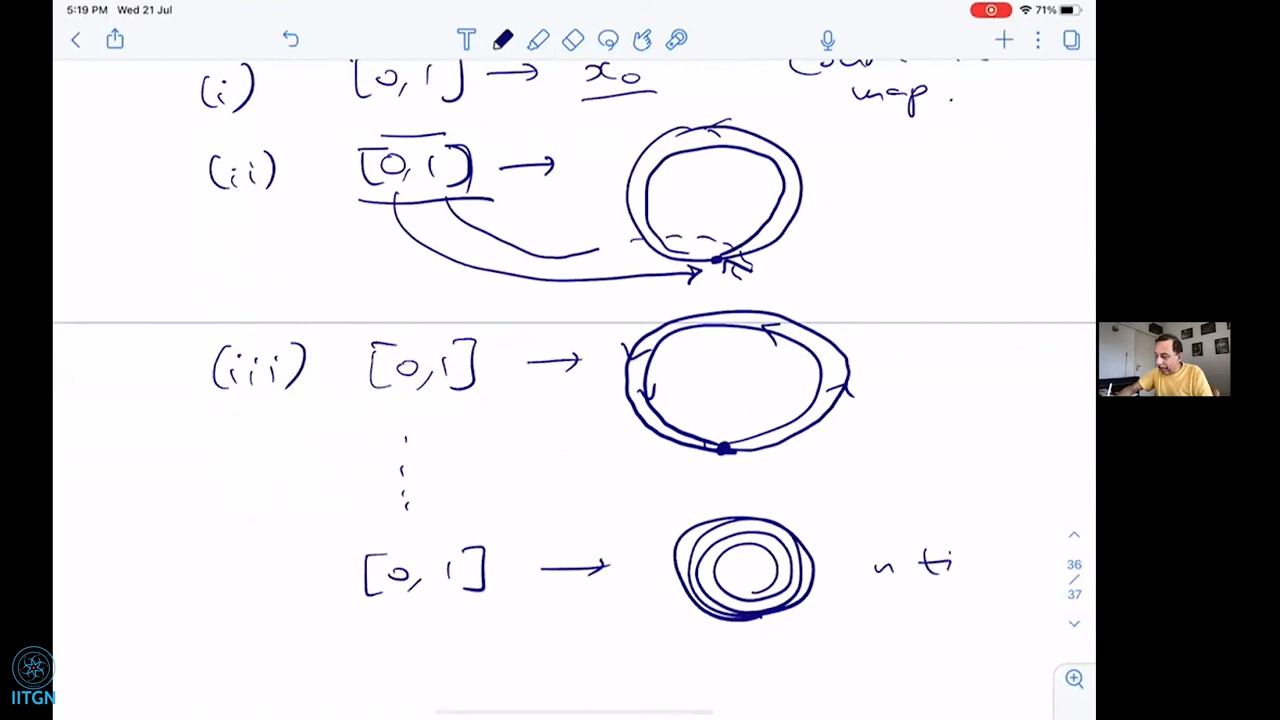 5:19 PM Wed 21 Jul
71%
(i) [0, 1] → x₀
map.
(ii) [0, 1] →
(iii) [0, 1] →
[0, 1] → n ti
36
/
37
IITGN